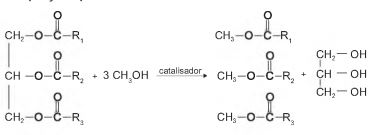 O O
CH₂–O–C–R₁ CH₃–O–C–R₁
O O CH₂–OH
CH–O–C–R₂ + 3 CH₃OH catalisador CH₃–O–C–R₂ + CH–OH
O O CH₂–OH
CH₂–O–C–R₃ CH₃–O–C–R₃